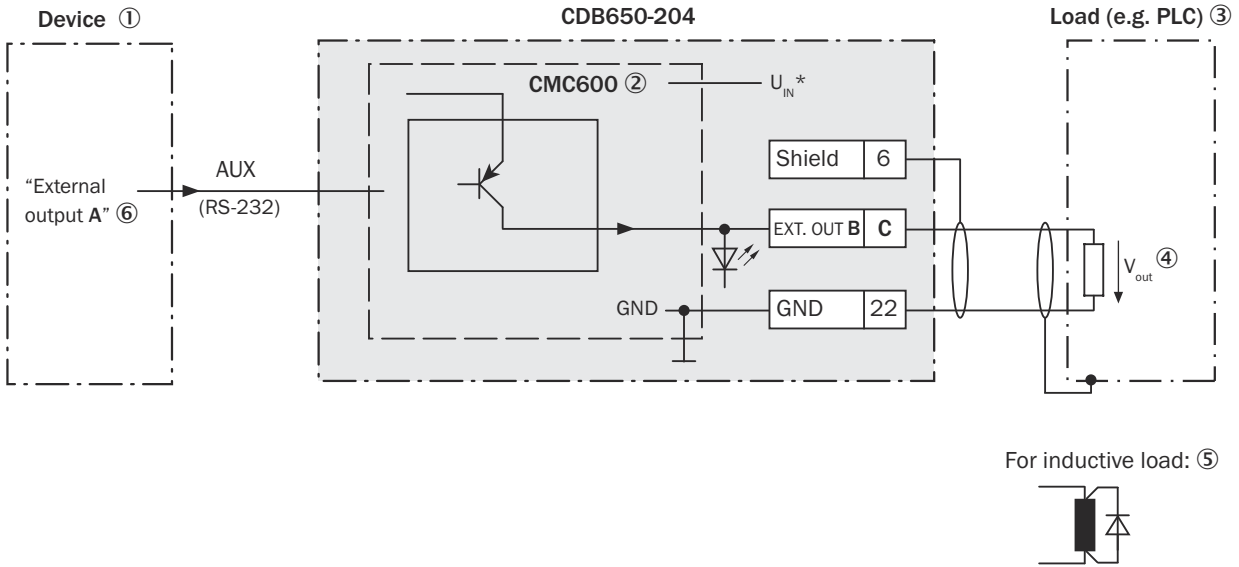 Device ①
CDB650-204
Load (e.g. PLC) ③
CMC600 ②
U_IN*
Shield 6
AUX
(RS-232)
"External
output A" ⑥
EXT. OUT B C
V_out ④
GND
GND 22
For inductive load: ⑤